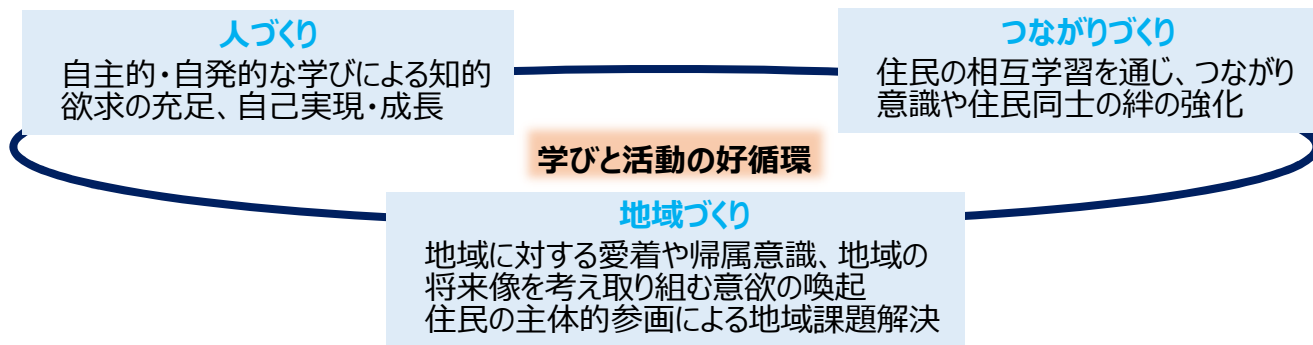 人づくり
自主的・自発的な学びによる知的
欲求の充足、自己実現・成長
つながりづくり
住民の相互学習を通じ、つながり
意識や住民同士の絆の強化
学びと活動の好循環
地域づくり
地域に対する愛着や帰属意識、地域の
将来像を考え取り組む意欲の喚起
住民の主体的参画による地域課題解決